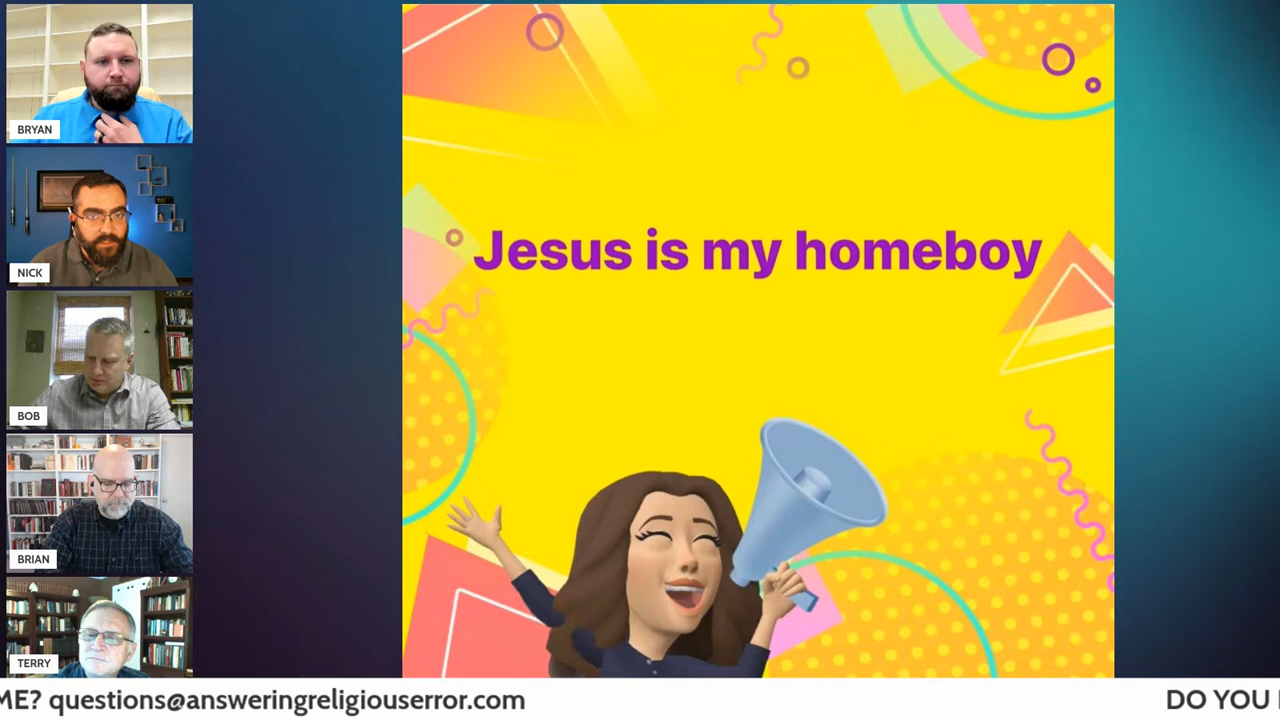 BRYAN
NICK
BOB
BRIAN
TERRY
Jesus is my homeboy
ME? questions@answeringreligiouserror.com
DO YOU